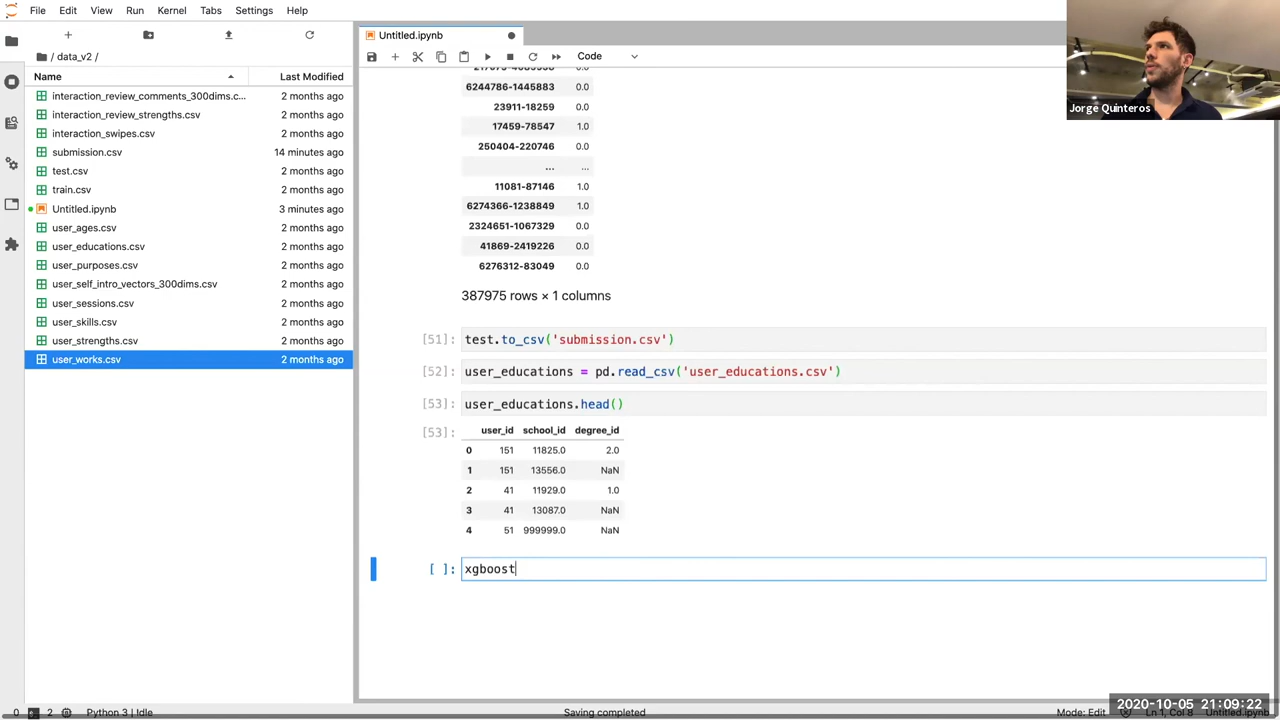 File Edit View Run Kernel Tabs Settings Help
/ data_v2 /
Name Last Modified
interaction_review_comments_300dims.c... 2 months ago
interaction_review_strengths.csv 2 months ago
interaction_swipes.csv 2 months ago
submission.csv 14 minutes ago
test.csv 2 months ago
train.csv 2 months ago
Untitled.ipynb 3 minutes ago
user_ages.csv 2 months ago
user_educations.csv 2 months ago
user_purposes.csv 2 months ago
user_self_intro_vectors_300dims.csv 2 months ago
user_sessions.csv 2 months ago
user_skills.csv 2 months ago
user_strengths.csv 2 months ago
user_works.csv 2 months ago
Untitled.ipynb
Code
6244786-1445883 0.0
23911-18259 0.0
17459-78547 1.0
250404-220746 0.0
... ...
11081-87146 1.0
6274366-1238849 1.0
2324651-1067329 0.0
41869-2419226 0.0
6276312-83049 0.0
387975 rows × 1 columns
[51]: test.to_csv('submission.csv')
[52]: user_educations = pd.read_csv('user_educations.csv')
[53]: user_educations.head()
[53]: user_id school_id degree_id
0 151 11825.0 2.0
1 151 13556.0 NaN
2 41 11929.0 1.0
3 41 13087.0 NaN
4 51 999999.0 NaN
[ ]: xgboost
Jorge Quinteros
2020-10-05 21:09:22
0 2 Python 3 | Idle Saving completed Mode: Edit Ln 1, Col 8 Untitled.ipynb